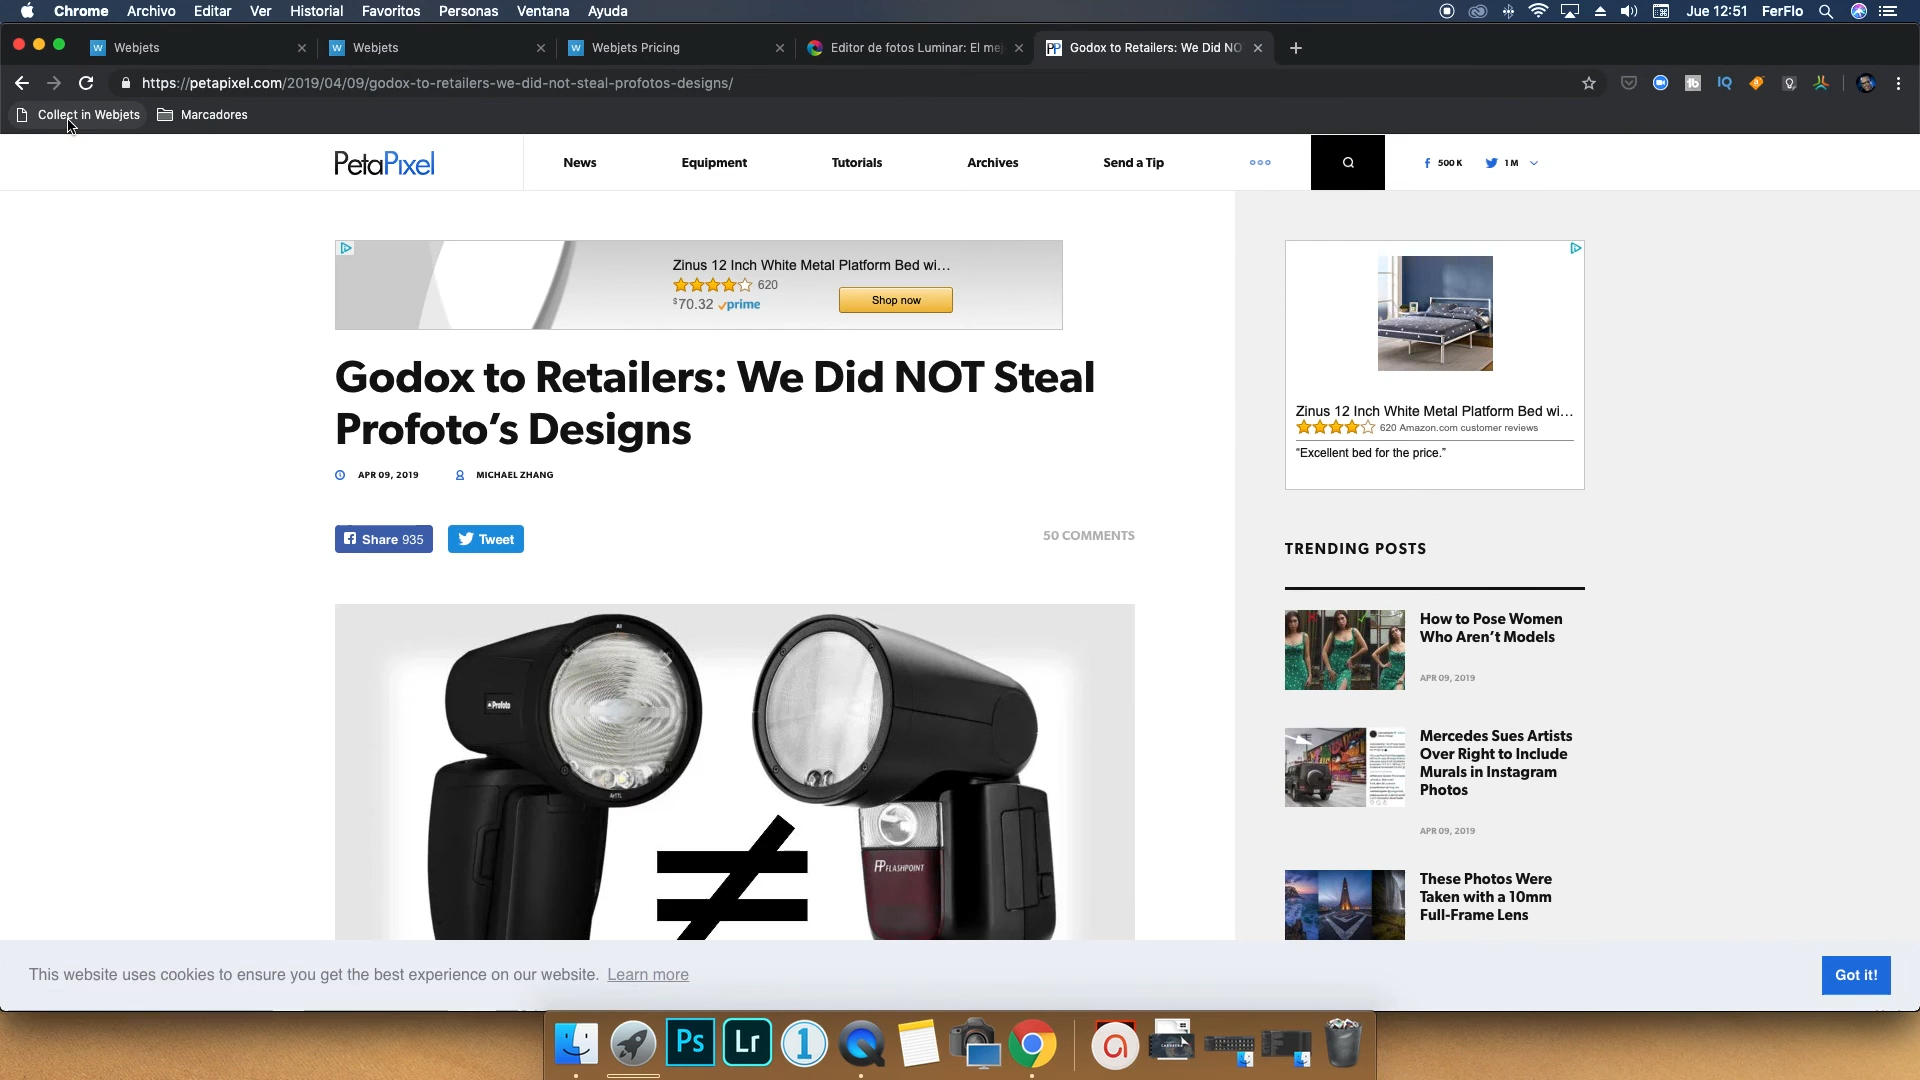 Chrome Archivo Editar Ver Historial Favoritos Personas Ventana Ayuda Jue 12:51 FerFlo
Webjets Webjets Webjets Pricing Editor de fotos Luminar: El me Godox to Retailers: We Did NO
https://petapixel.com/2019/04/09/godox-to-retailers-we-did-not-steal-profotos-designs/
Collect in Webjets Marcadores
PetaPixel News Equipment Tutorials Archives Send a Tip 500 K 1 M
Zinus 12 Inch White Metal Platform Bed wi...
620
$70.32 prime
Shop now
Godox to Retailers: We Did NOT Steal
Profoto's Designs
APR 09, 2019 MICHAEL ZHANG
Share 935 Tweet 50 COMMENTS
Profoto
FLASHPOINT
≠
Zinus 12 Inch White Metal Platform Bed wi...
620 Amazon.com customer reviews
“Excellent bed for the price.”
TRENDING POSTS
How to Pose Women
Who Aren't Models
APR 09, 2019
Mercedes Sues Artists
Over Right to Include
Murals in Instagram
Photos
APR 09, 2019
These Photos Were
Taken with a 10mm
Full-Frame Lens
This website uses cookies to ensure you get the best experience on our website. Learn more
Got it!
Ps Lr 1